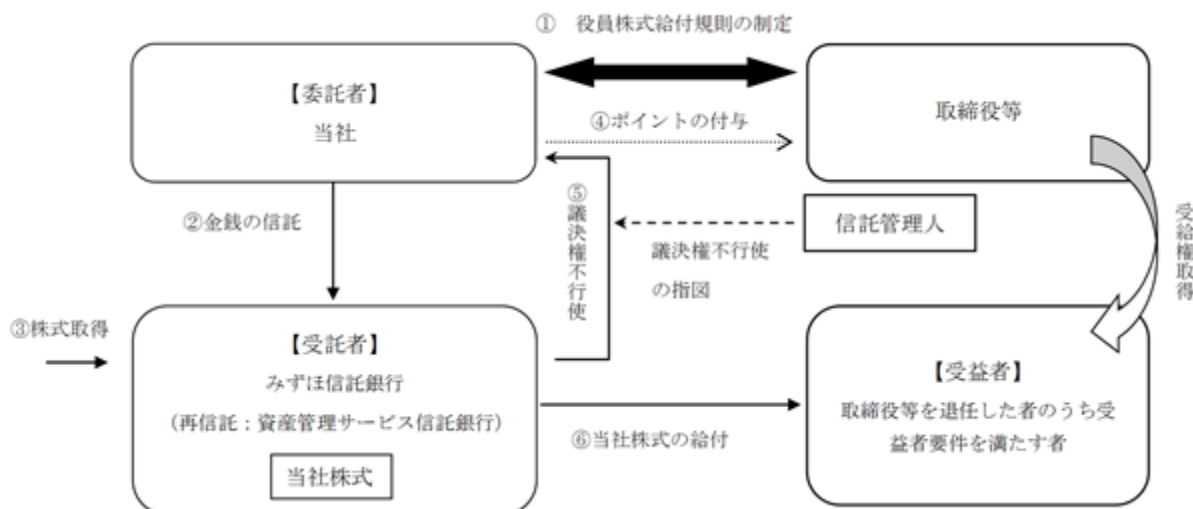 ① 役員株式給付規則の制定
【委託者】
当社
④ポイントの付与
取締役等
②金銭の信託
⑤議決権不行使
信託管理人
議決権不行使
の指図
受給権取得
③株式取得
【受託者】
みずほ信託銀行
(再信託:資産管理サービス信託銀行)
当社株式
⑥当社株式の給付
【受益者】
取締役等を退任した者のうち受
益者要件を満たす者